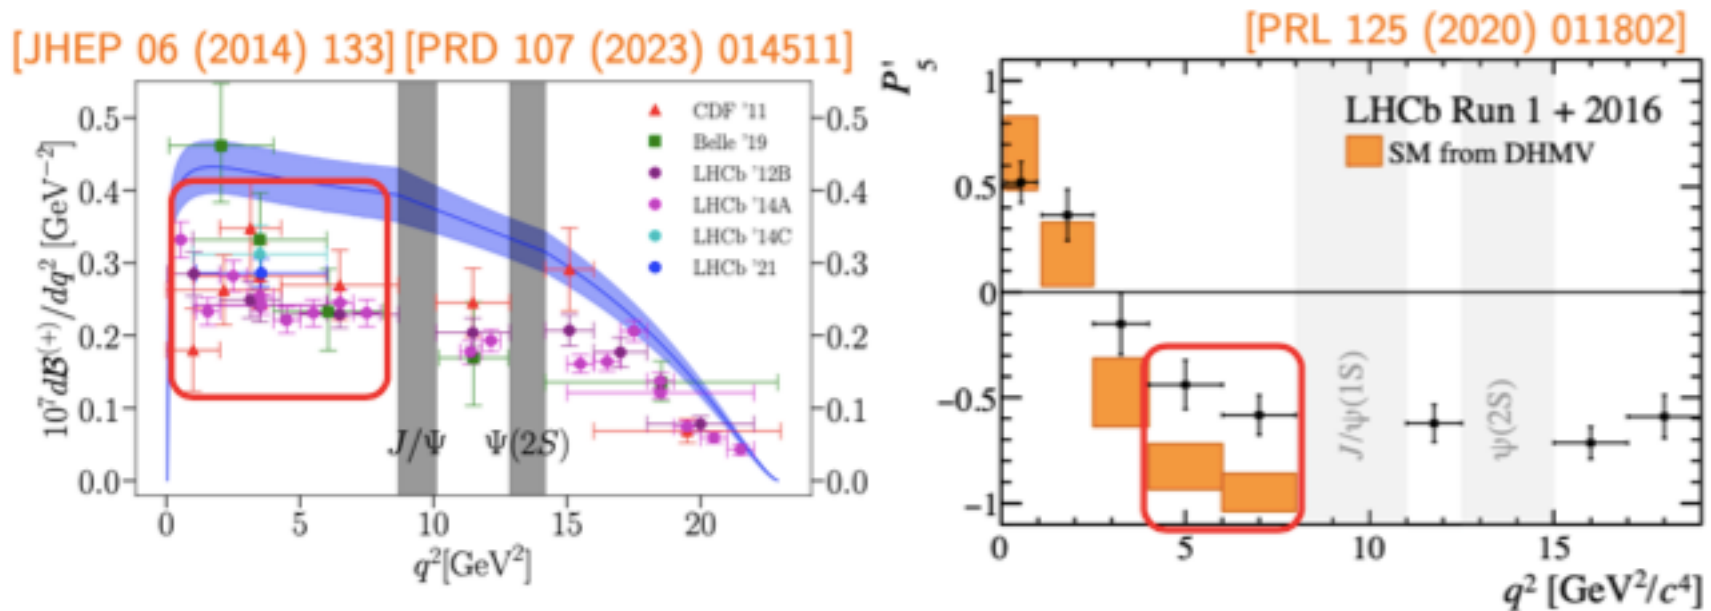 [JHEP 06 (2014) 133] [PRD 107 (2023) 014511]
0.5
0.4
0.3
0.2
0.1
0.0
10⁷dB⁽⁺⁾/dq² [GeV⁻²]
CDF '11
Belle '19
LHCb '12B
LHCb '14A
LHCb '14C
LHCb '21
J/Ψ
Ψ(2S)
0.5
0.4
0.3
0.2
0.1
0.0
0 5 10 15 20
q²[GeV²]
[PRL 125 (2020) 011802]
P'₅
1
0.5
0
−0.5
−1
LHCb Run 1 + 2016
SM from DHMV
J/ψ(1S)
ψ(2S)
0 5 10 15
q² [GeV²/c⁴]